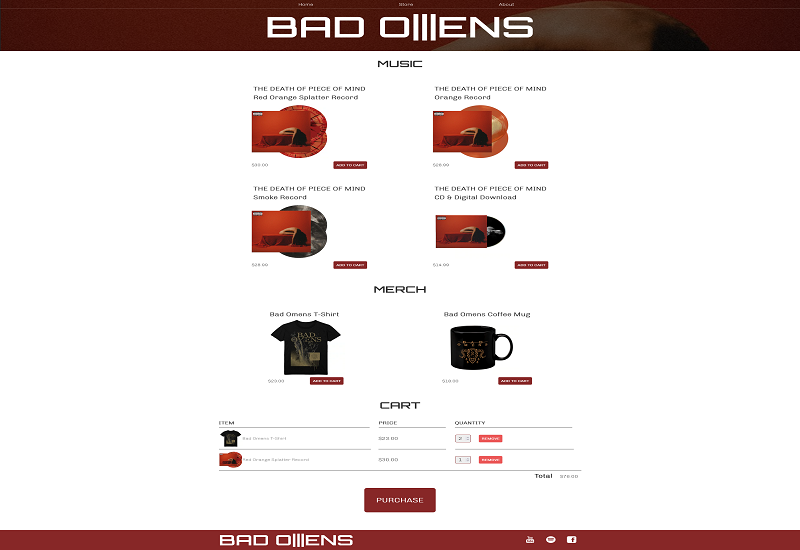 Home Store About
BAD OMENS
MUSIC
THE DEATH OF PIECE OF MIND
Red Orange Splatter Record
THE DEATH OF PIECE OF MIND
Orange Record
$30.00 ADD TO CART
$26.99 ADD TO CART
THE DEATH OF PIECE OF MIND
Smoke Record
THE DEATH OF PIECE OF MIND
CD & Digital Download
ADD TO CART
$14.99 ADD TO CART
MERCH
Bad Omens T-Shirt
Bad Omens Coffee Mug
BAD
OMENS
$23.00 ADD TO CART
$18.00 ADD TO CART
CART
ITEM PRICE QUANTITY
Bad Omens T-Shirt $23.00 2 REMOVE
Red Orange Splatter Record $30.00 1 REMOVE
Total $76.00
PURCHASE
BAD OMENS